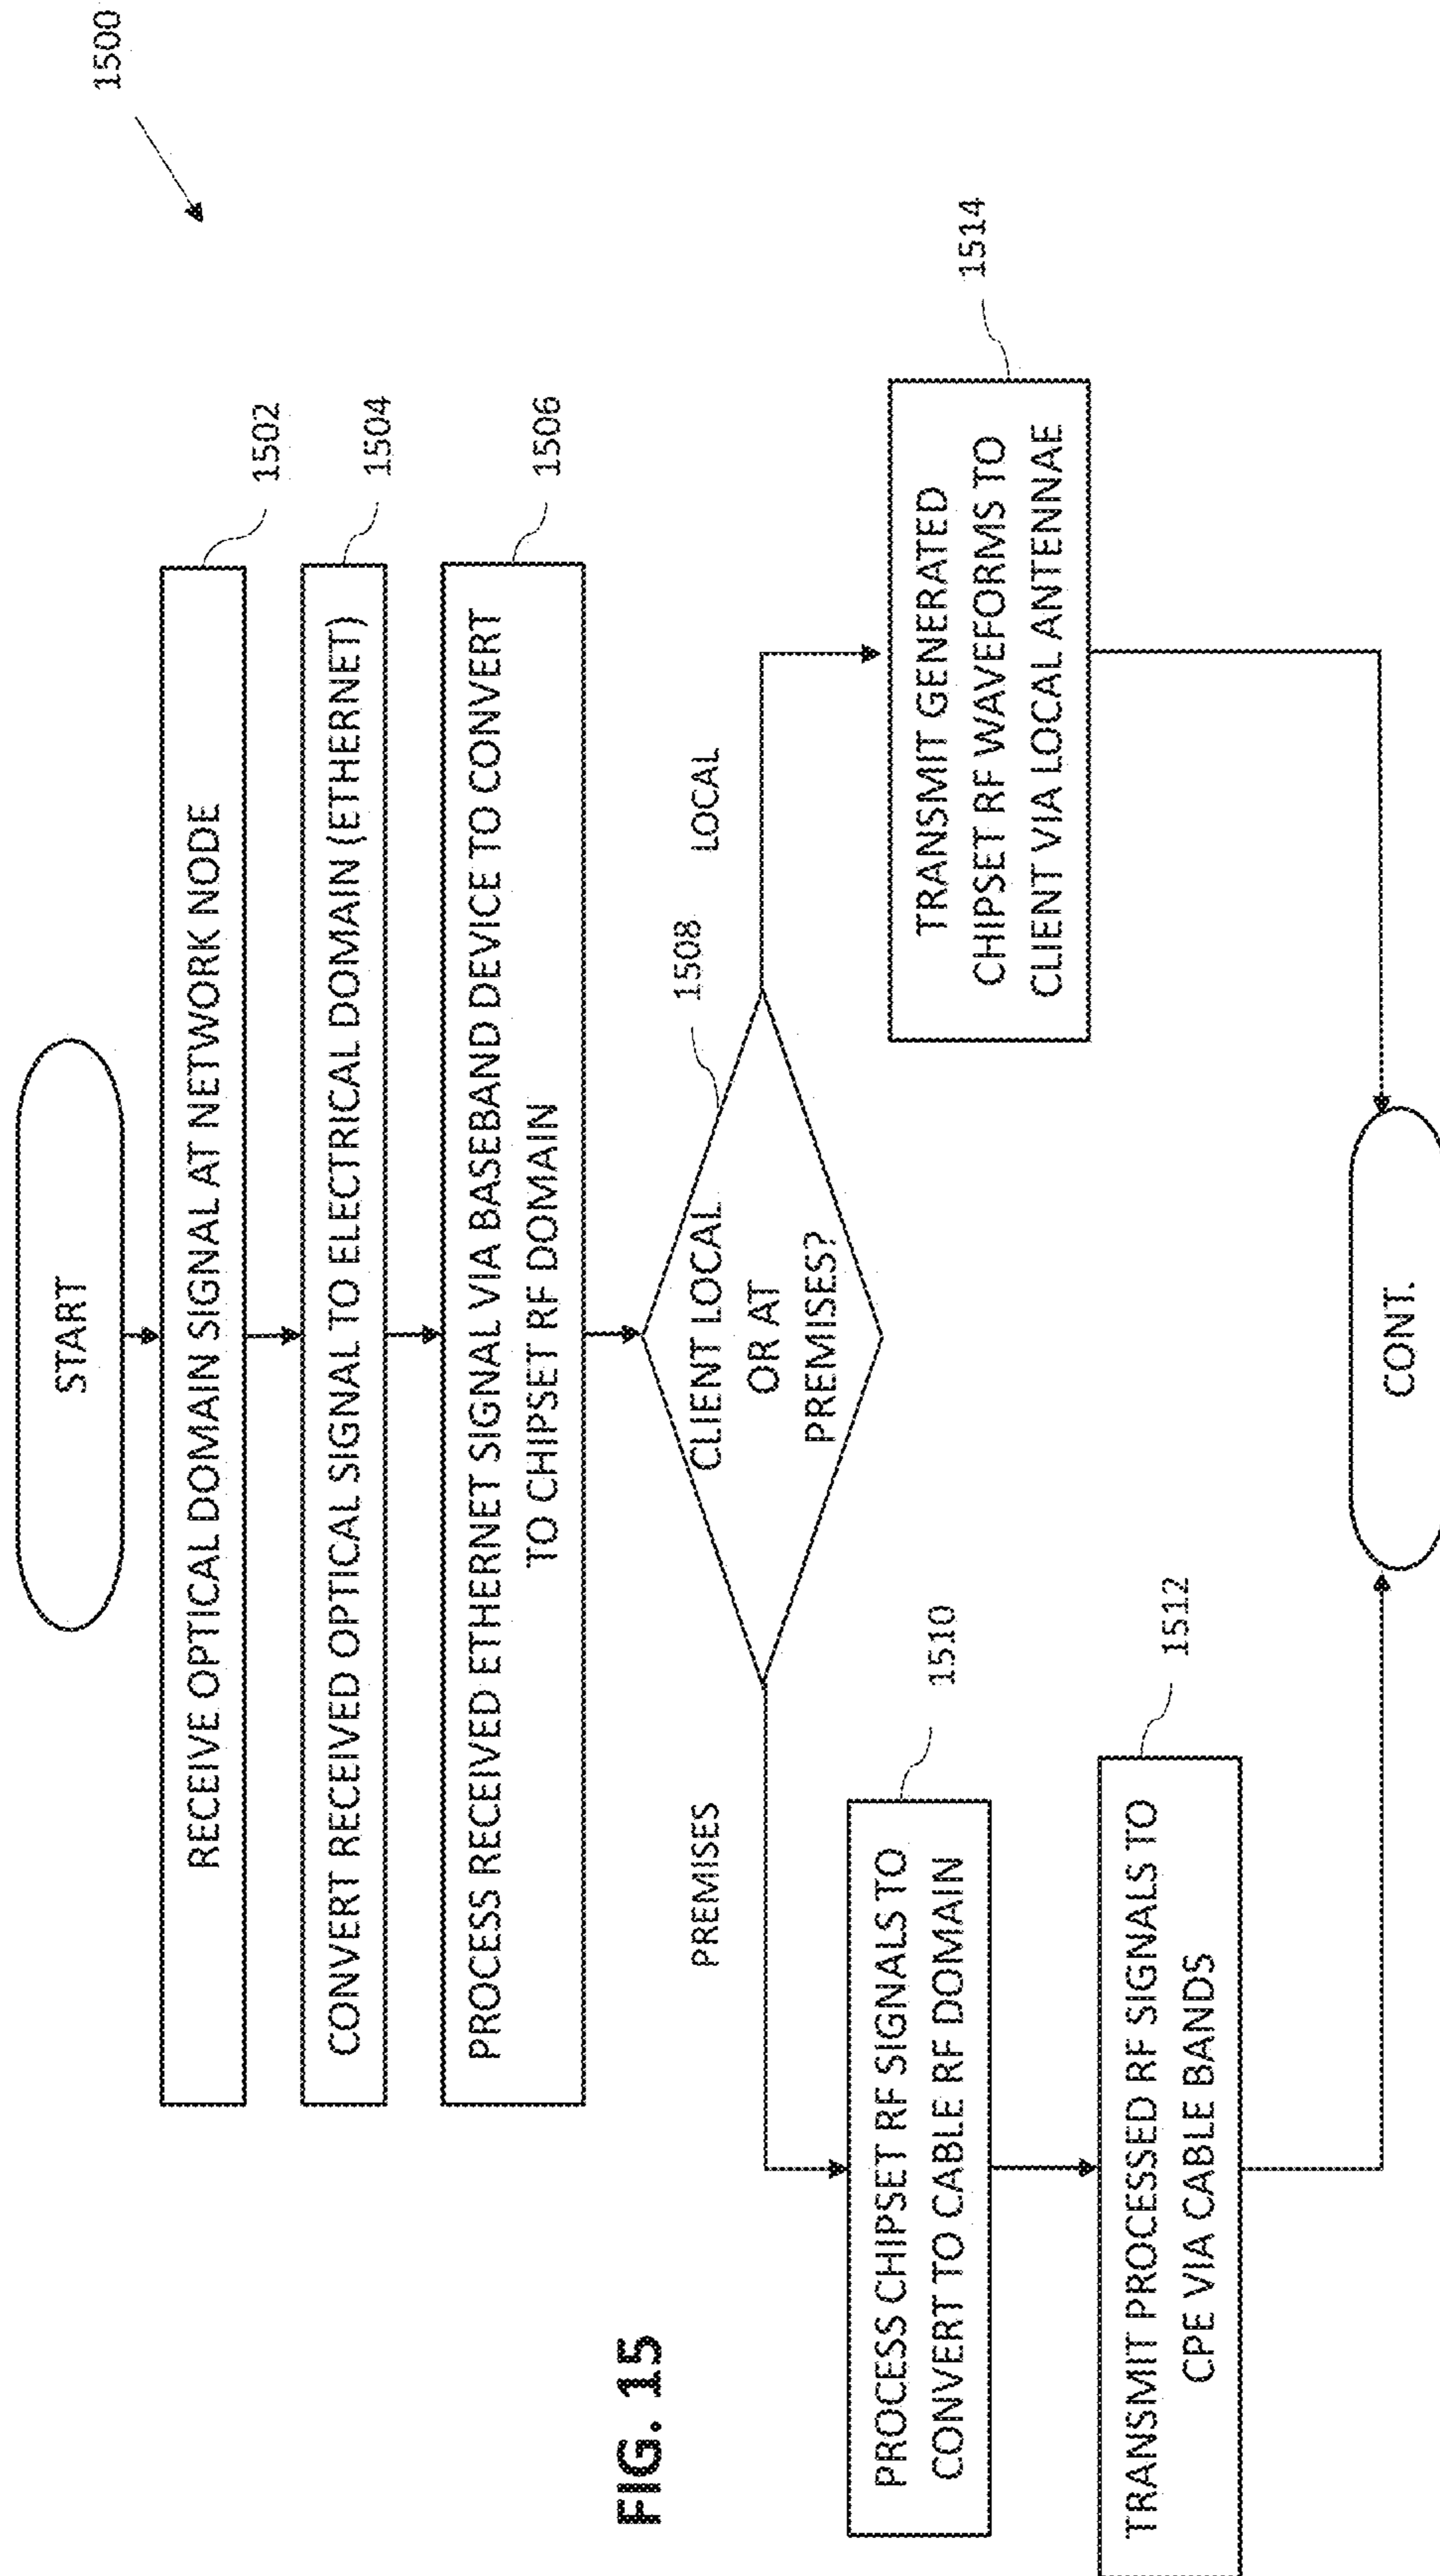 1500
START
RECEIVE OPTICAL DOMAIN SIGNAL AT NETWORK NODE
1502
CONVERT RECEIVED OPTICAL SIGNAL TO ELECTRICAL DOMAIN (ETHERNET)
1504
PROCESS RECEIVED ETHERNET SIGNAL VIA BASEBAND DEVICE TO CONVERT
TO CHIPSET RF DOMAIN
1506
FIG. 15
PREMISES
CLIENT LOCAL
OR AT
PREMISES?
1508
LOCAL
PROCESS CHIPSET RF SIGNALS TO
CONVERT TO CABLE RF DOMAIN
1510
TRANSMIT GENERATED
CHIPSET RF WAVEFORMS TO
CLIENT VIA LOCAL ANTENNAE
1514
TRANSMIT PROCESSED RF SIGNALS TO
CPE VIA CABLE BANDS
1512
CONT.